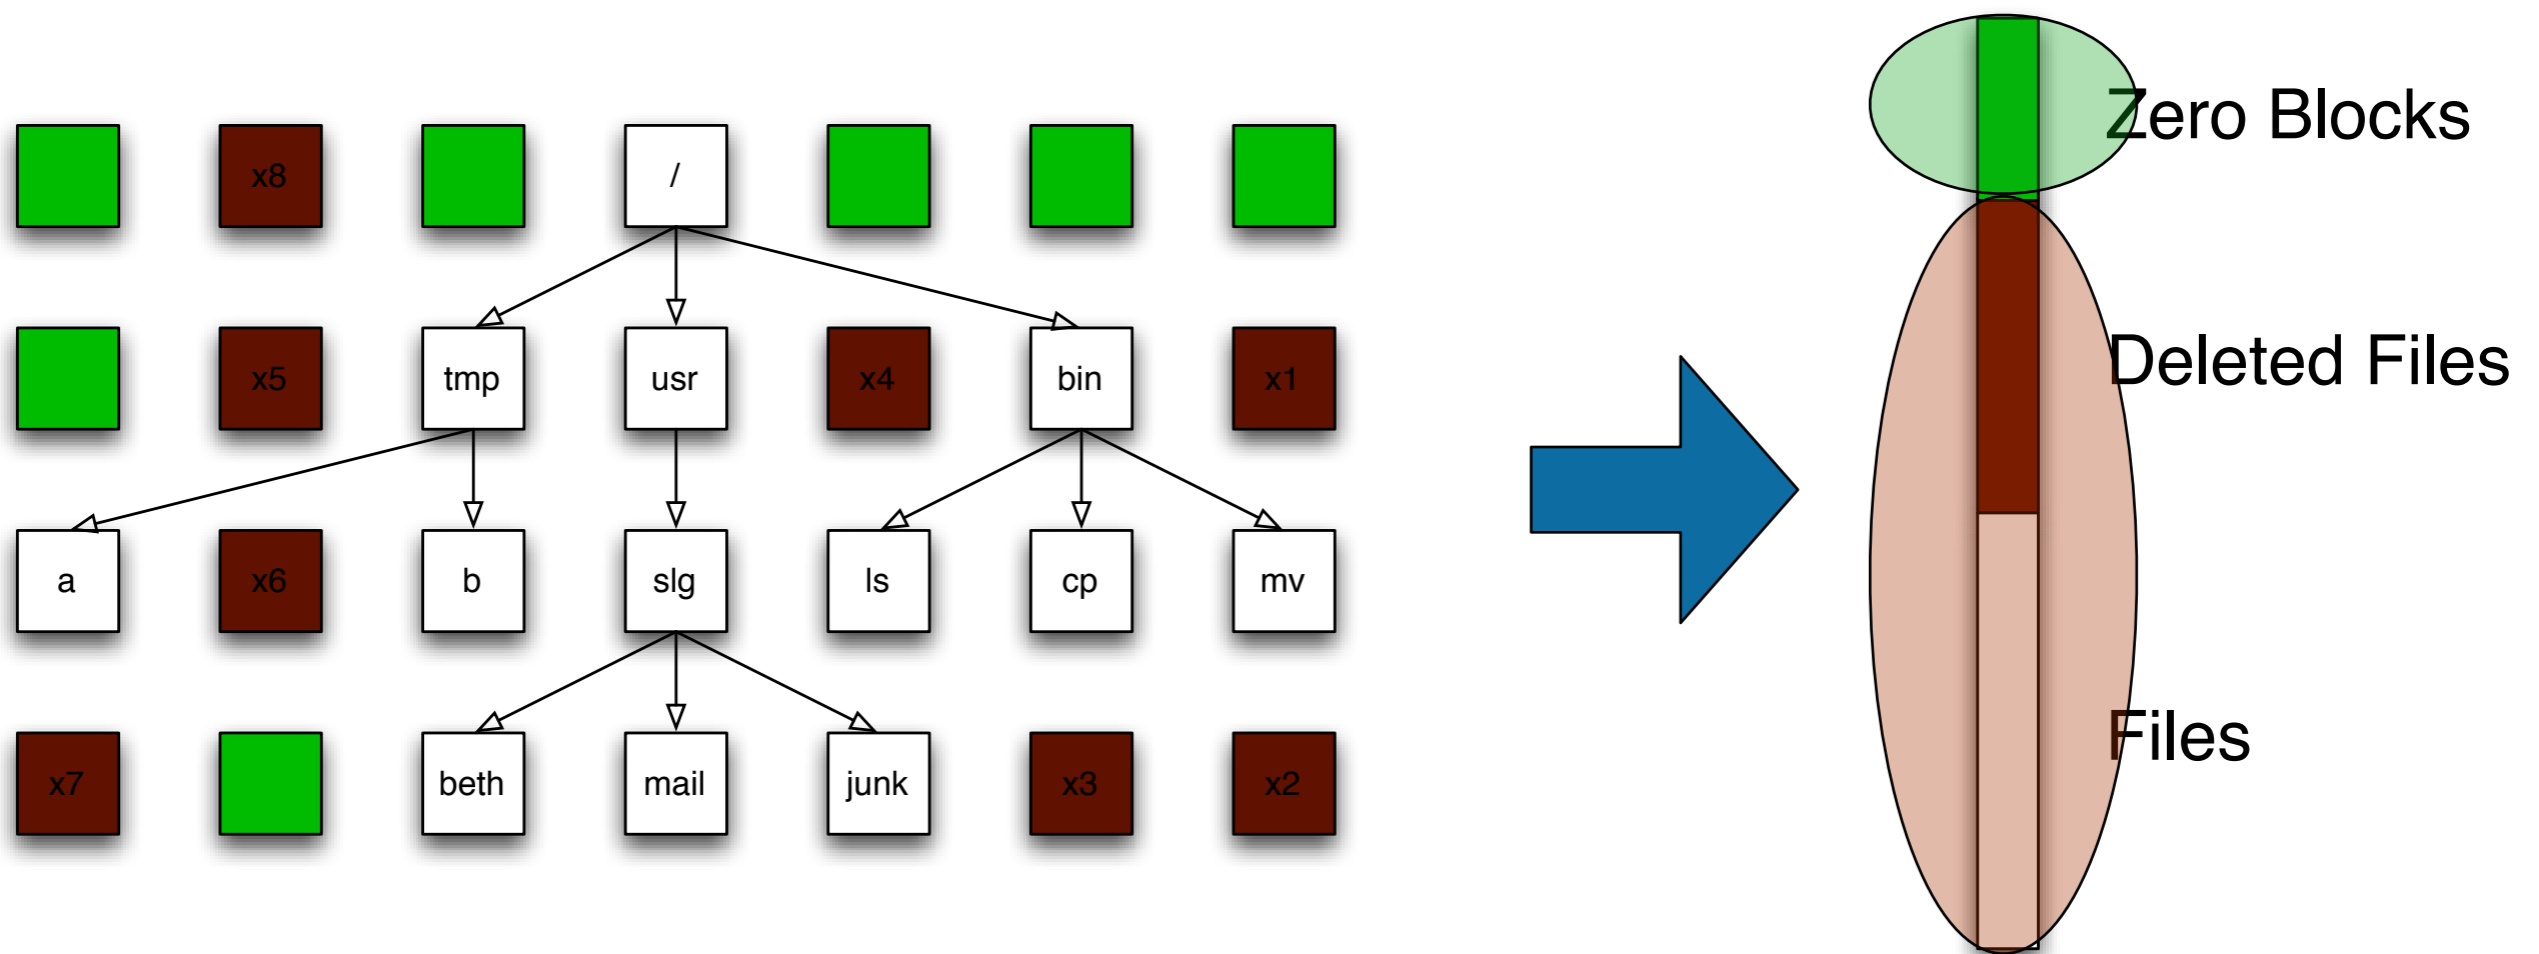 x8 /
x5 tmp usr x4 bin x1
a x6 b slg ls cp mv
x7 beth mail junk x3 x2
Zero Blocks
Deleted Files
Files